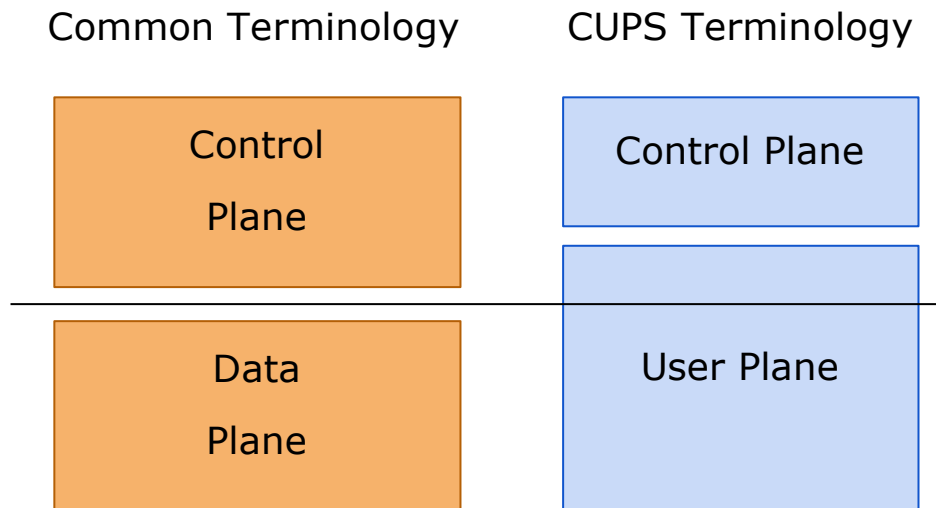 Common Terminology
CUPS Terminology
Control
Plane
Control Plane
Data
Plane
User Plane